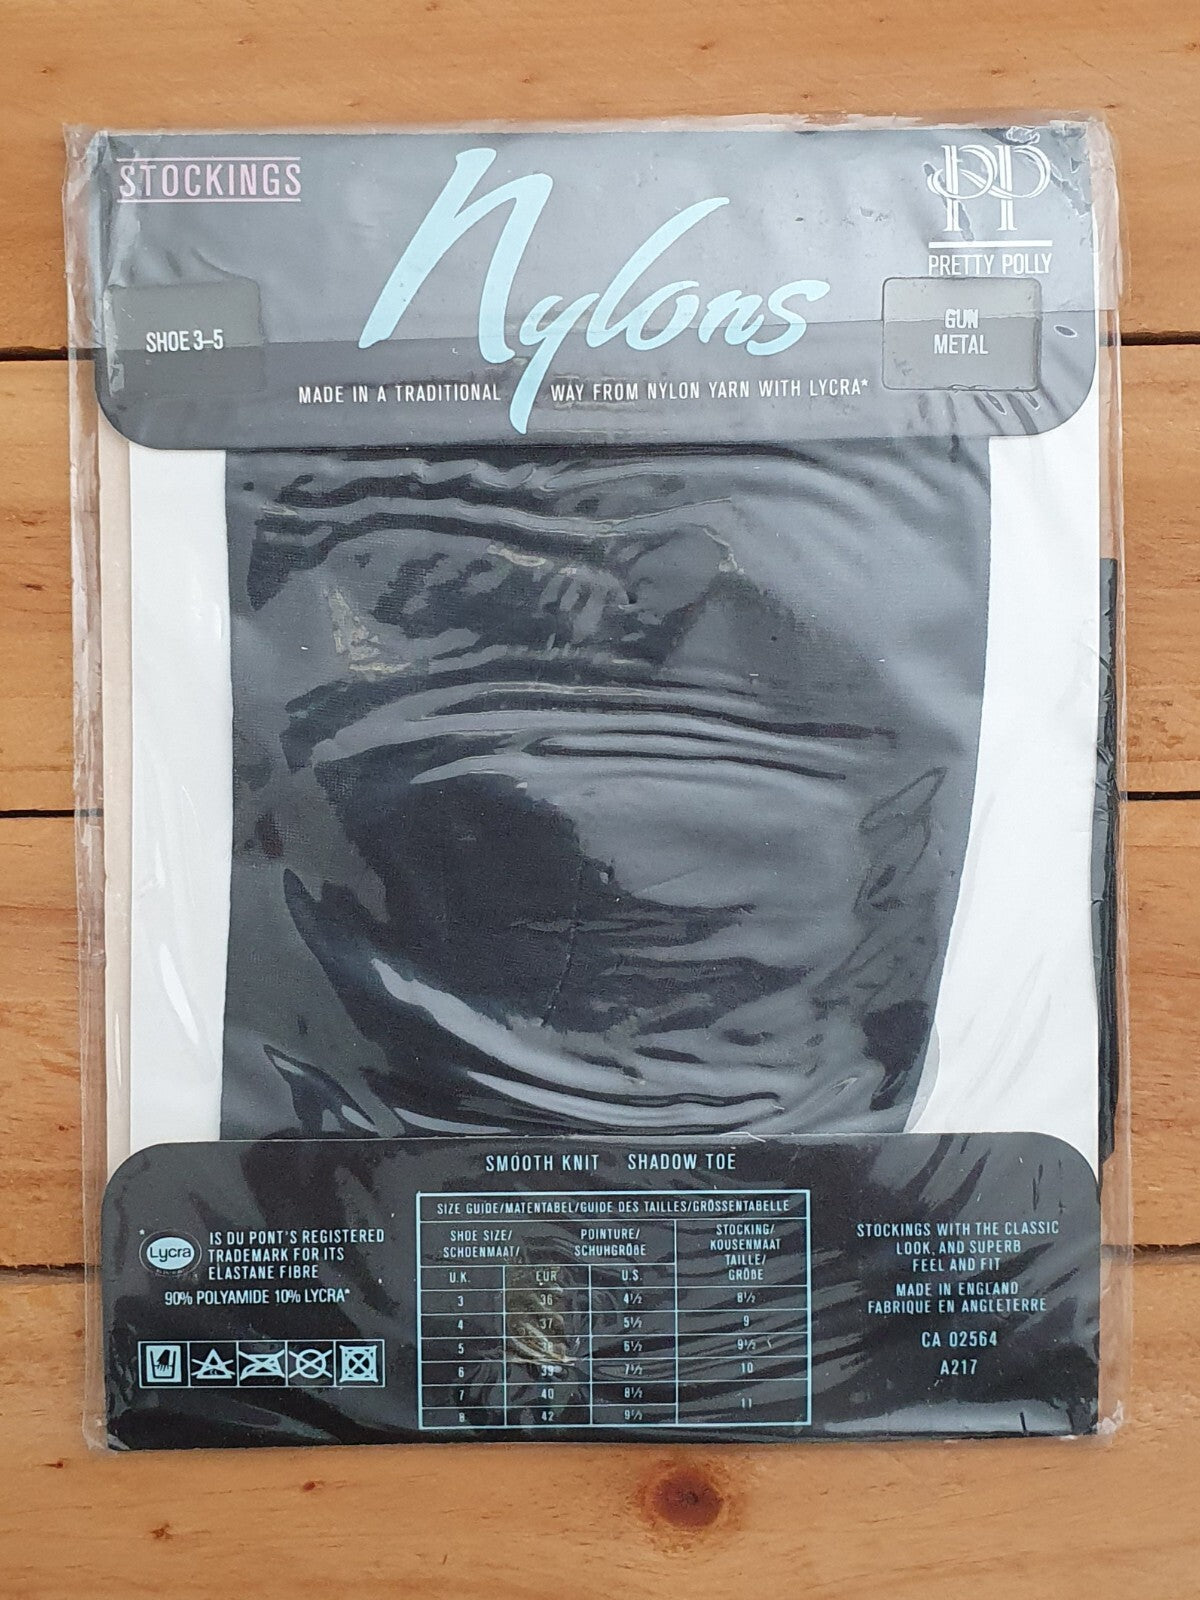 STOCKINGS
Nylons
PP
PRETTY POLLY
SHOE 3–5
GUN
METAL
MADE IN A TRADITIONAL WAY FROM NYLON YARN WITH LYCRA*
SMOOTH KNIT SHADOW TOE
* Lycra
IS DU PONT'S REGISTERED
TRADEMARK FOR ITS
ELASTANE FIBRE
90% POLYAMIDE 10% LYCRA*
SIZE GUIDE/MATENTABEL/GUIDE DES TAILLES/GRÖSSENTABELLE
SHOE SIZE/ POINTURE/
SCHOENMAAT/ SCHUHGRÖßE
STOCKING/
KOUSENMAAT
TAILLE/
GRÖßE
U.K. EUR U.S.
3 36 4½ 8½
4 37 5½ 9
5 38 6½ 9½
6 39 7½ 10
7 40 8½
11
8 42 9½
STOCKINGS WITH THE CLASSIC
LOOK, AND SUPERB
FEEL AND FIT
MADE IN ENGLAND
FABRIQUE EN ANGLETERRE
CA 02564
A217